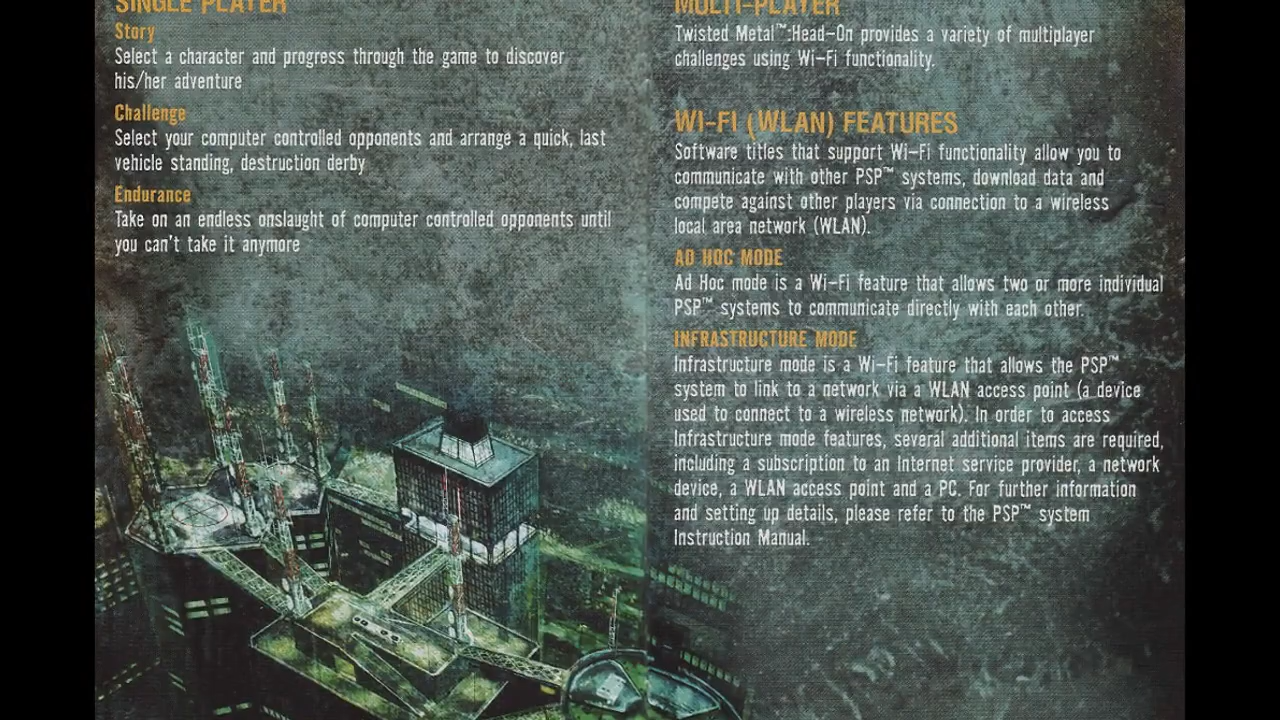 SINGLE PLAYER
Story
Select a character and progress through the game to discover
his/her adventure
Challenge
Select your computer controlled opponents and arrange a quick, last
vehicle standing, destruction derby
Endurance
Take on an endless onslaught of computer controlled opponents until
you can't take it anymore
MULTI-PLAYER
Twisted Metal™:Head-On provides a variety of multiplayer
challenges using Wi-Fi functionality.
WI-FI (WLAN) FEATURES
Software titles that support Wi-Fi functionality allow you to
communicate with other PSP™ systems, download data and
compete against other players via connection to a wireless
local area network (WLAN).
AD HOC MODE
Ad Hoc mode is a Wi-Fi feature that allows two or more individual
PSP™ systems to communicate directly with each other.
INFRASTRUCTURE MODE
Infrastructure mode is a Wi-Fi feature that allows the PSP™
system to link to a network via a WLAN access point (a device
used to connect to a wireless network). In order to access
Infrastructure mode features, several additional items are required,
including a subscription to an Internet service provider, a network
device, a WLAN access point and a PC. For further information
and setting up details, please refer to the PSP™ system
Instruction Manual.